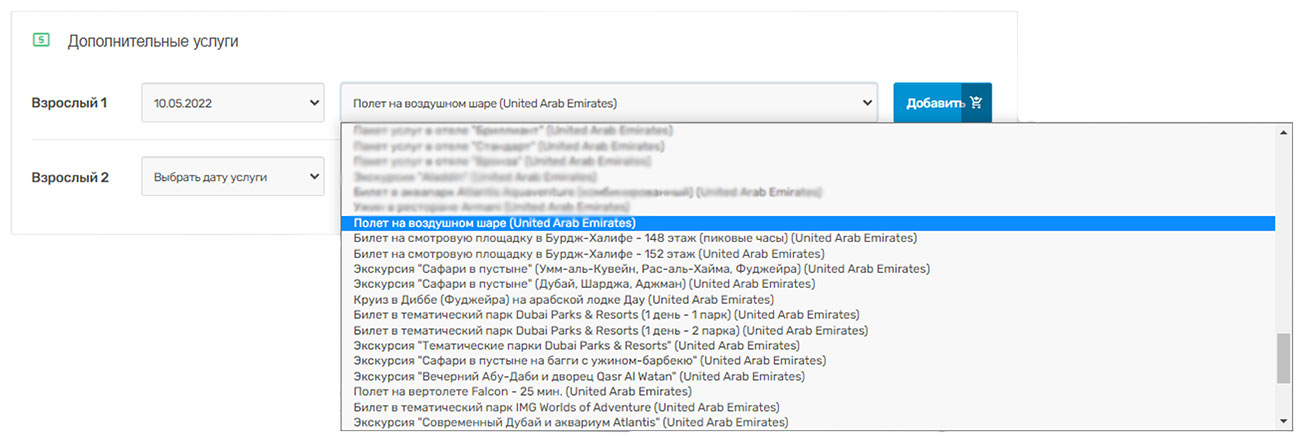 Дополнительные услуги
Взрослый 1
10.05.2022
Полет на воздушном шаре (United Arab Emirates)
Добавить
Взрослый 2
Выбрать дату услуги
Пакет услуг в отеле "Бриллиант" (United Arab Emirates)
Пакет услуг в отеле "Стандарт" (United Arab Emirates)
Пакет услуг в отеле "Бронза" (United Arab Emirates)
Экскурсия "Aladdin" (United Arab Emirates)
Билет в аквапарк Atlantis Aquaventure (комбинированный) (United Arab Emirates)
Ужин в ресторане Armani (United Arab Emirates)
Полет на воздушном шаре (United Arab Emirates)
Билет на смотровую площадку в Бурдж-Халифе - 148 этаж (пиковые часы) (United Arab Emirates)
Билет на смотровую площадку в Бурдж-Халифе - 152 этаж (United Arab Emirates)
Экскурсия "Сафари в пустыне" (Умм-аль-Кувейн, Рас-аль-Хайма, Фуджейра) (United Arab Emirates)
Экскурсия "Сафари в пустыне" (Дубай, Шарджа, Аджман) (United Arab Emirates)
Круиз в Диббе (Фуджейра) на арабской лодке Дау (United Arab Emirates)
Билет в тематический парк Dubai Parks & Resorts (1 день - 1 парк) (United Arab Emirates)
Билет в тематический парк Dubai Parks & Resorts (1 день - 2 парка) (United Arab Emirates)
Экскурсия "Тематические парки Dubai Parks & Resorts" (United Arab Emirates)
Экскурсия "Сафари в пустыне на багги с ужином-барбекю" (United Arab Emirates)
Экскурсия "Вечерний Абу-Даби и дворец Qasr Al Watan" (United Arab Emirates)
Полет на вертолете Falcon - 25 мин. (United Arab Emirates)
Билет в тематический парк IMG Worlds of Adventure (United Arab Emirates)
Экскурсия "Современный Дубай и аквариум Atlantis" (United Arab Emirates)